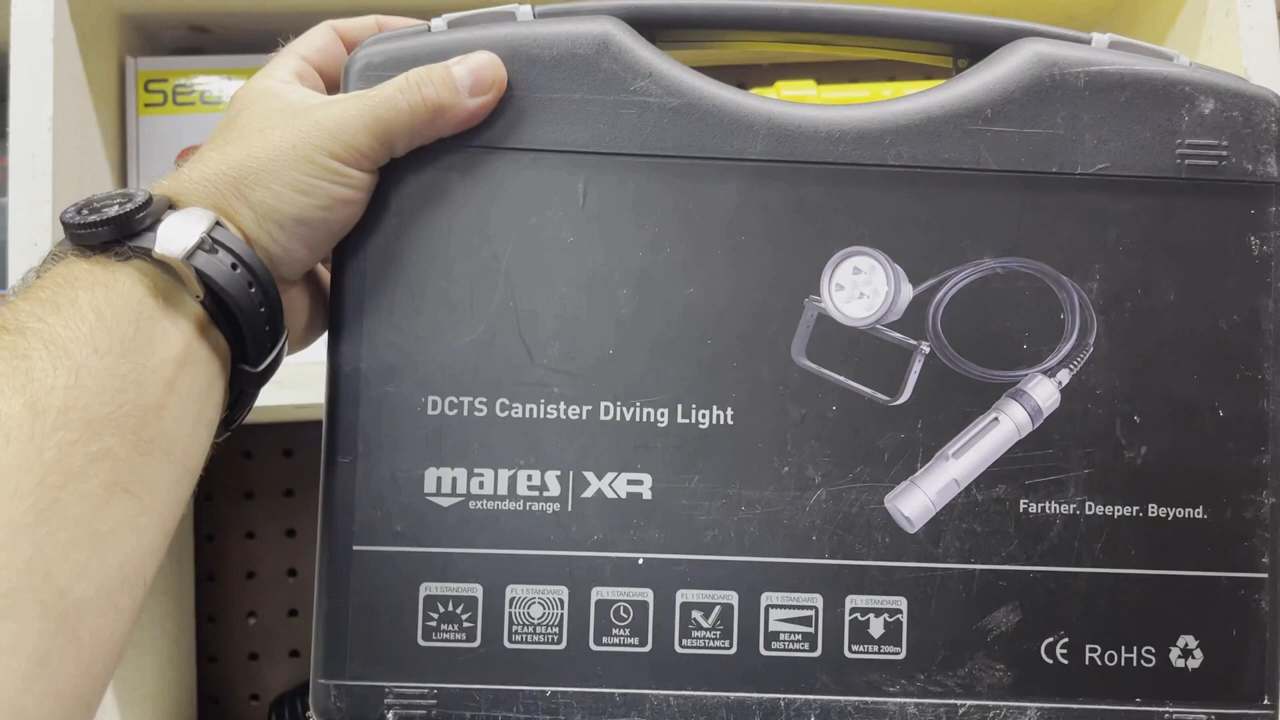 DCTS Canister Diving Light
mares XR
extended range
Farther. Deeper. Beyond.
FL 1 STANDARD
MAX
LUMENS
FL 1 STANDARD
PEAK BEAM
INTENSITY
FL 1 STANDARD
MAX
RUNTIME
FL 1 STANDARD
IMPACT
RESISTANCE
FL 1 STANDARD
BEAM
DISTANCE
FL 1 STANDARD
WATER 200m
CE RoHS